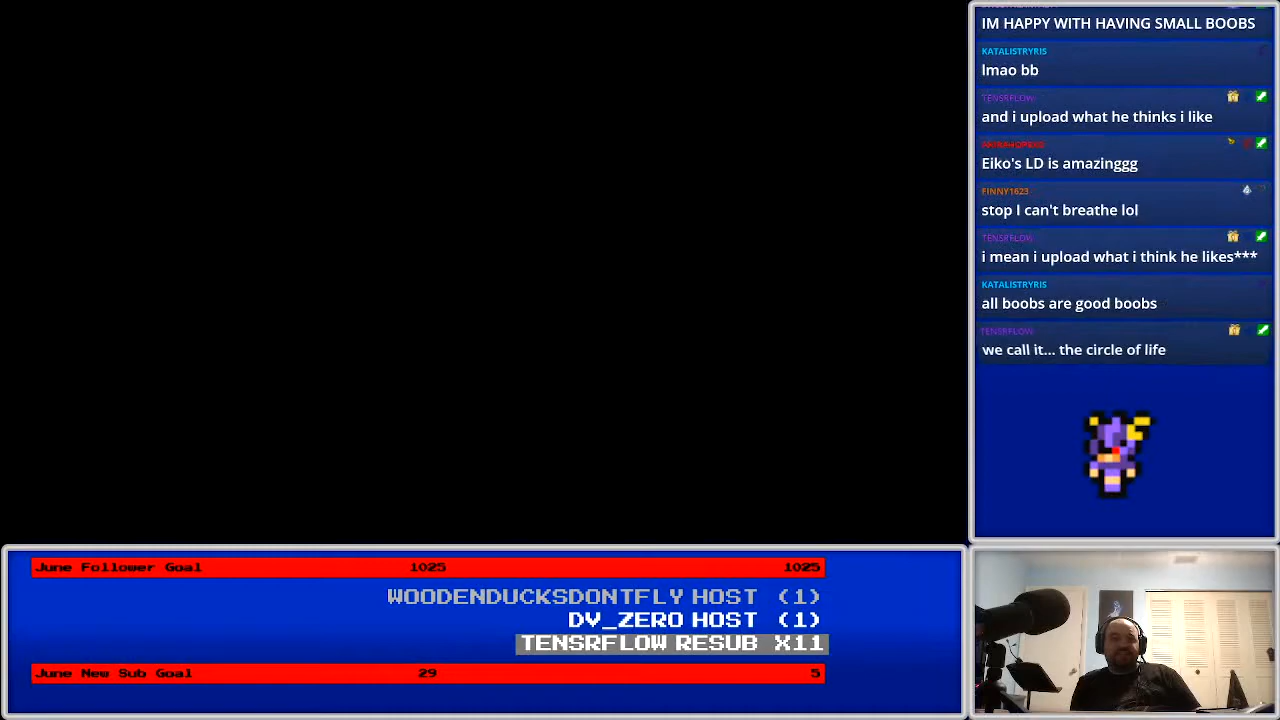 IM HAPPY WITH HAVING SMALL BOOBS
KATALISTRYRIS
lmao bb
TENSRFLOW
and i upload what he thinks i like
Eiko's LD is amazinggg
FINNY1623
stop I can't breathe lol
TENSRFLOW
i mean i upload what i think he likes***
KATALISTRYRIS
all boobs are good boobs
TENSRFLOW
we call it... the circle of life
June Follower Goal 1025 1025
WOODENDUCKSDONTFLY HOST (1)
DV_ZERO HOST (1)
TENSRFLOW RESUB X11
June New Sub Goal 29 5